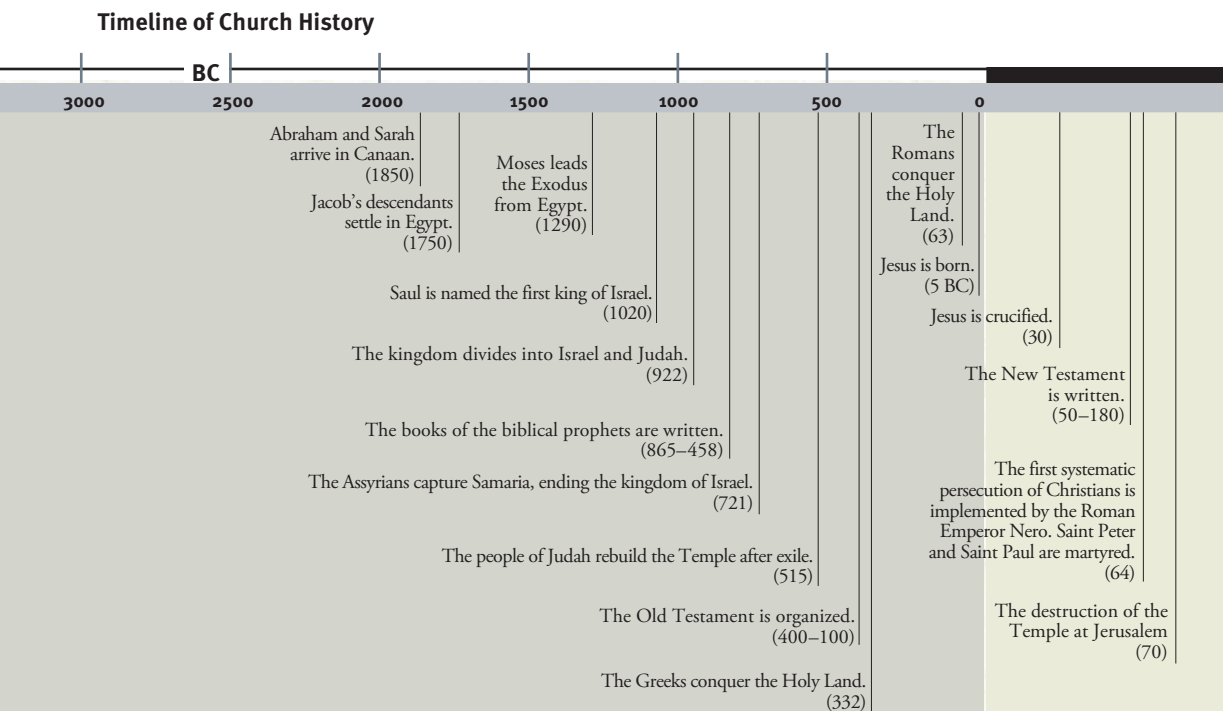 Timeline of Church History
BC
3000 2500 2000 1500 1000 500 0
Abraham and Sarah
arrive in Canaan.
(1850)
Jacob’s descendants
settle in Egypt.
(1750)
Moses leads
the Exodus
from Egypt.
(1290)
Saul is named the first king of Israel.
(1020)
The kingdom divides into Israel and Judah.
(922)
The books of the biblical prophets are written.
(865–458)
The Assyrians capture Samaria, ending the kingdom of Israel.
(721)
The people of Judah rebuild the Temple after exile.
(515)
The Old Testament is organized.
(400–100)
The Greeks conquer the Holy Land.
(332)
The
Romans
conquer
the Holy
Land.
(63)
Jesus is born.
(5 BC)
Jesus is crucified.
(30)
The New Testament
is written.
(50–180)
The first systematic
persecution of Christians is
implemented by the Roman
Emperor Nero. Saint Peter
and Saint Paul are martyred.
(64)
The destruction of the
Temple at Jerusalem
(70)